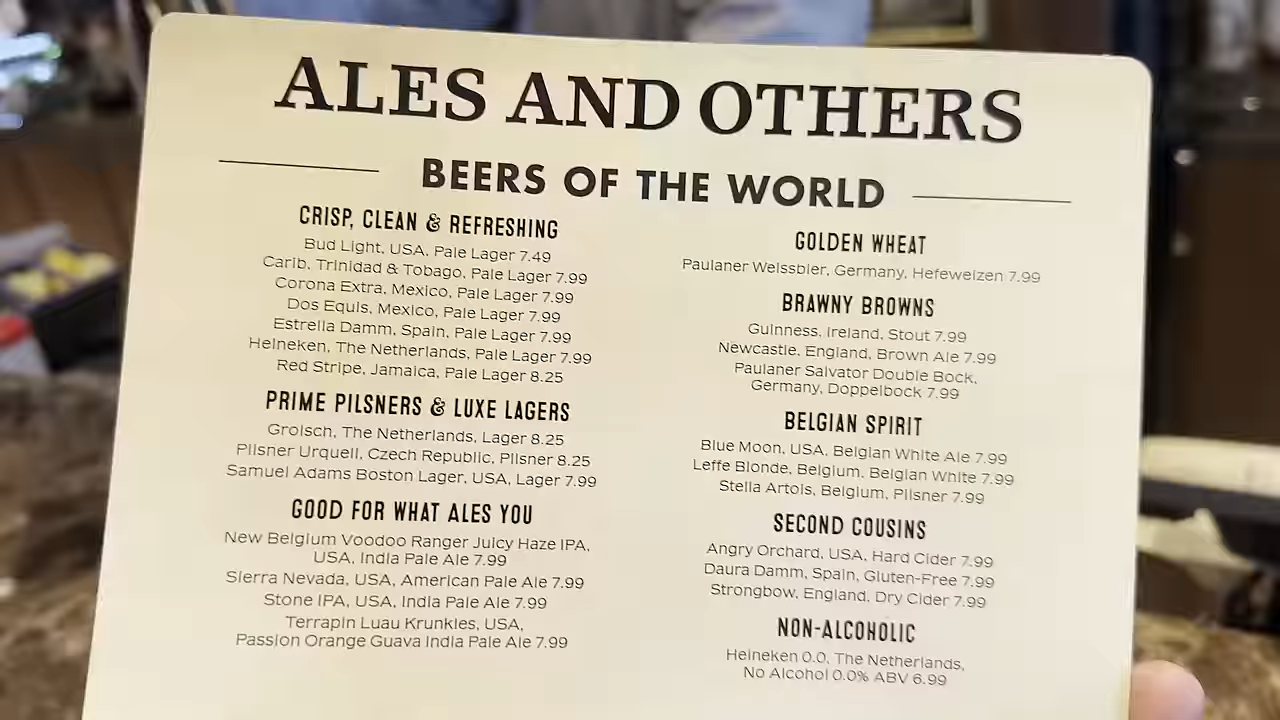 ALES AND OTHERS
BEERS OF THE WORLD
CRISP, CLEAN & REFRESHING
Bud Light, USA, Pale Lager 7.49
Carib, Trinidad & Tobago, Pale Lager 7.99
Corona Extra, Mexico, Pale Lager 7.99
Dos Equis, Mexico, Pale Lager 7.99
Estrella Damm, Spain, Pale Lager 7.99
Heineken, The Netherlands, Pale Lager 7.99
Red Stripe, Jamaica, Pale Lager 8.25
PRIME PILSNERS & LUXE LAGERS
Grolsch, The Netherlands, Lager 8.25
Pilsner Urquell, Czech Republic, Pilsner 8.25
Samuel Adams Boston Lager, USA, Lager 7.99
GOOD FOR WHAT ALES YOU
New Belgium Voodoo Ranger Juicy Haze IPA,
USA, India Pale Ale 7.99
Sierra Nevada, USA, American Pale Ale 7.99
Stone IPA, USA, India Pale Ale 7.99
Terrapin Luau Krunkles, USA,
Passion Orange Guava India Pale Ale 7.99
GOLDEN WHEAT
Paulaner Weissbier, Germany, Hefeweizen 7.99
BRAWNY BROWNS
Guinness, Ireland, Stout 7.99
Newcastle, England, Brown Ale 7.99
Paulaner Salvator Double Bock,
Germany, Doppelbock 7.99
BELGIAN SPIRIT
Blue Moon, USA, Belgian White Ale 7.99
Leffe Blonde, Belgium, Belgian White 7.99
Stella Artois, Belgium, Pilsner 7.99
SECOND COUSINS
Angry Orchard, USA, Hard Cider 7.99
Daura Damm, Spain, Gluten-Free 7.99
Strongbow, England, Dry Cider 7.99
NON-ALCOHOLIC
Heineken 0.0, The Netherlands,
No Alcohol 0.0% ABV 6.99